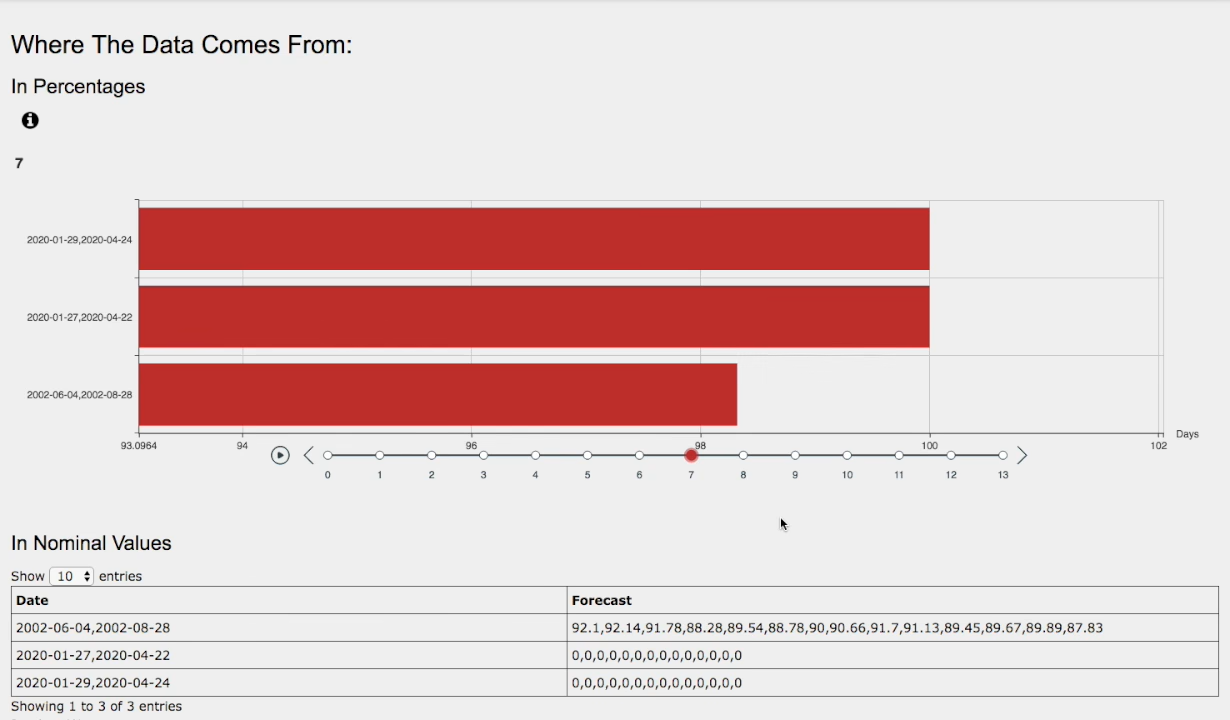 Where The Data Comes From:
In Percentages
7
2020-01-29,2020-04-24
2020-01-27,2020-04-22
2002-06-04,2002-08-28
93.0964 94 96 98 100 102 Days
0 1 2 3 4 5 6 7 8 9 10 11 12 13
In Nominal Values
Show 10 entries
Date Forecast
2002-06-04,2002-08-28 92.1,92.14,91.78,88.28,89.54,88.78,90,90.66,91.7,91.13,89.45,89.67,89.89,87.83
2020-01-27,2020-04-22 0,0,0,0,0,0,0,0,0,0,0,0,0,0
2020-01-29,2020-04-24 0,0,0,0,0,0,0,0,0,0,0,0,0,0
Showing 1 to 3 of 3 entries